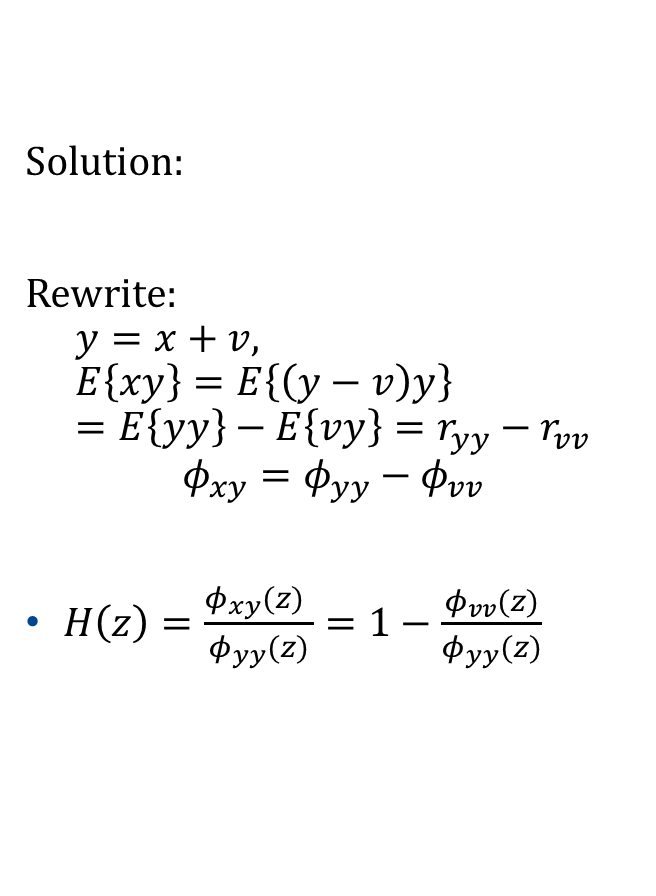 Solution:
Rewrite:
y = x + v,
E{xy} = E{(y − v)y}
= E{yy} − E{vy} = r_yy − r_vv
ϕ_xy = ϕ_yy − ϕ_vv
• H(z) = ϕ_xy(z)/ϕ_yy(z) = 1 − ϕ_vv(z)/ϕ_yy(z)